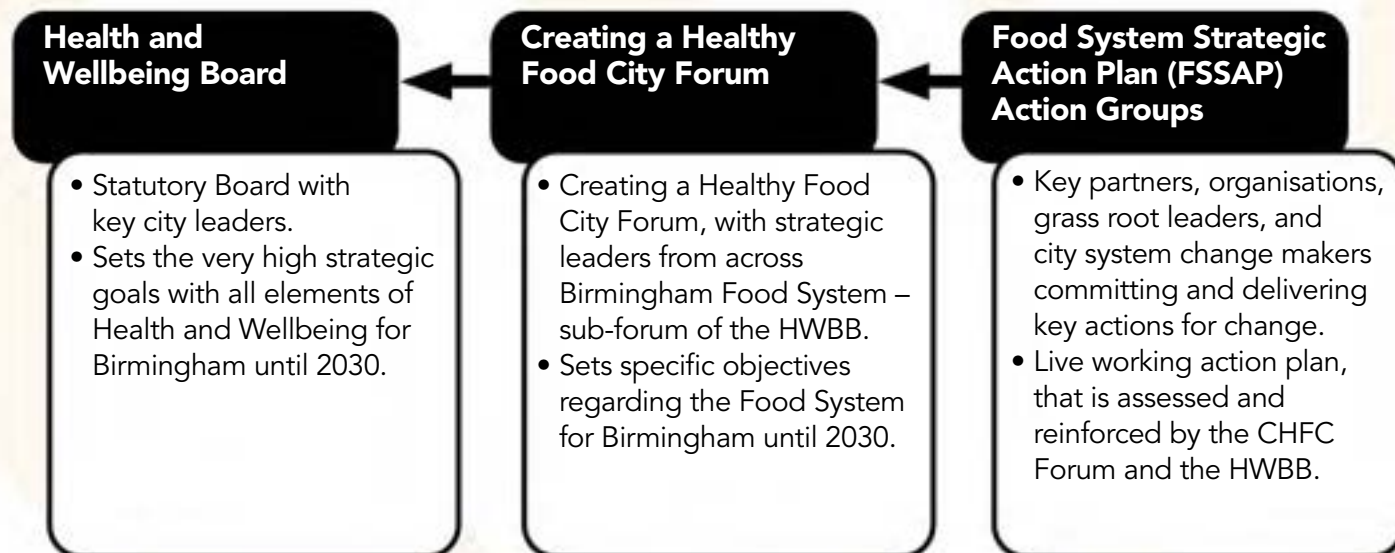 Health and
Wellbeing Board
• Statutory Board with
key city leaders.
• Sets the very high strategic
goals with all elements of
Health and Wellbeing for
Birmingham until 2030.
Creating a Healthy
Food City Forum
• Creating a Healthy Food
City Forum, with strategic
leaders from across
Birmingham Food System –
sub-forum of the HWBB.
• Sets specific objectives
regarding the Food System
for Birmingham until 2030.
Food System Strategic
Action Plan (FSSAP)
Action Groups
• Key partners, organisations,
grass root leaders, and
city system change makers
committing and delivering
key actions for change.
• Live working action plan,
that is assessed and
reinforced by the CHFC
Forum and the HWBB.